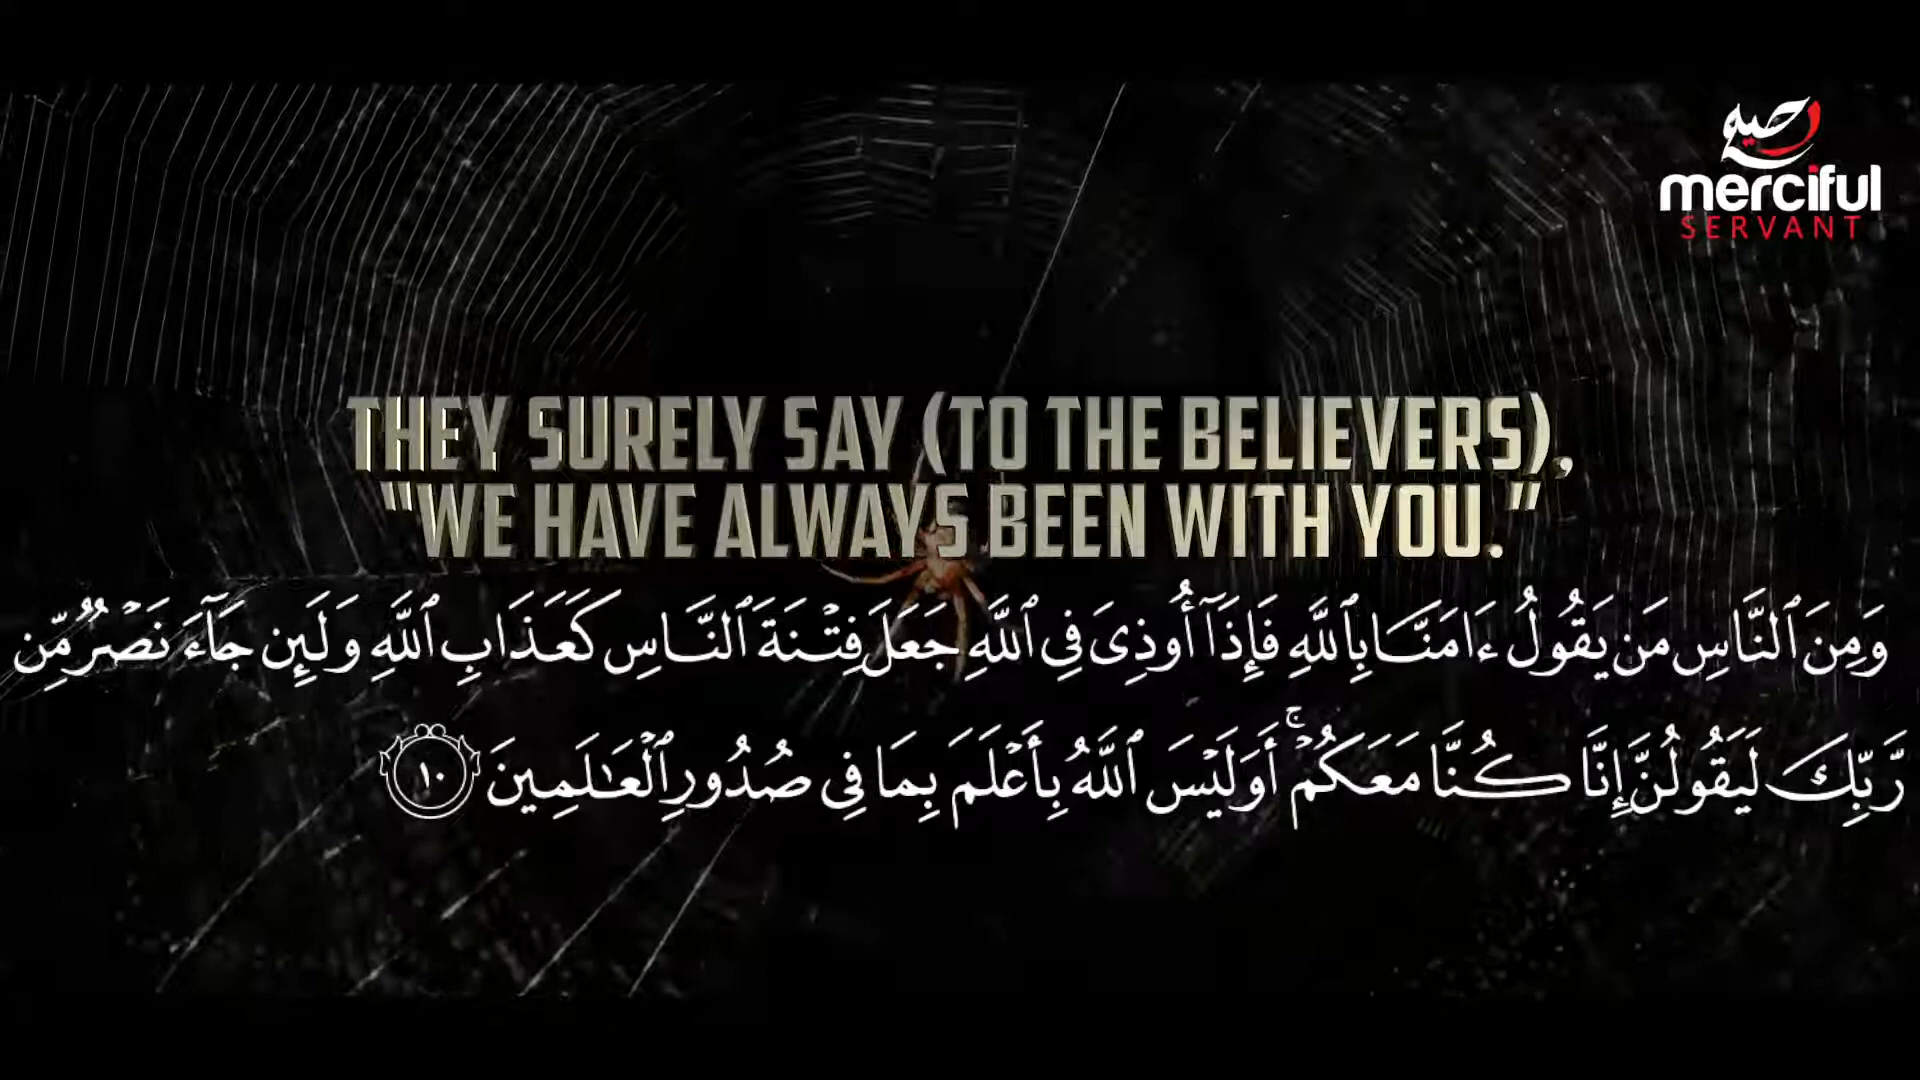 رحيم
merciful
SERVANT
THEY SURELY SAY (TO THE BELIEVERS),
"WE HAVE ALWAYS BEEN WITH YOU."
وَمِنَ ٱلنَّاسِ مَن يَقُولُ ءَامَنَّا بِٱللَّهِ فَإِذَآ أُوذِىَ فِى ٱللَّهِ جَعَلَ فِتْنَةَ ٱلنَّاسِ كَعَذَابِ ٱللَّهِ وَلَئِن جَآءَ نَصْرٌ مِّن
رَّبِّكَ لَيَقُولُنَّ إِنَّا كُنَّا مَعَكُمْ ۚ أَوَلَيْسَ ٱللَّهُ بِأَعْلَمَ بِمَا فِى صُدُورِ ٱلْعَـٰلَمِينَ ١٠